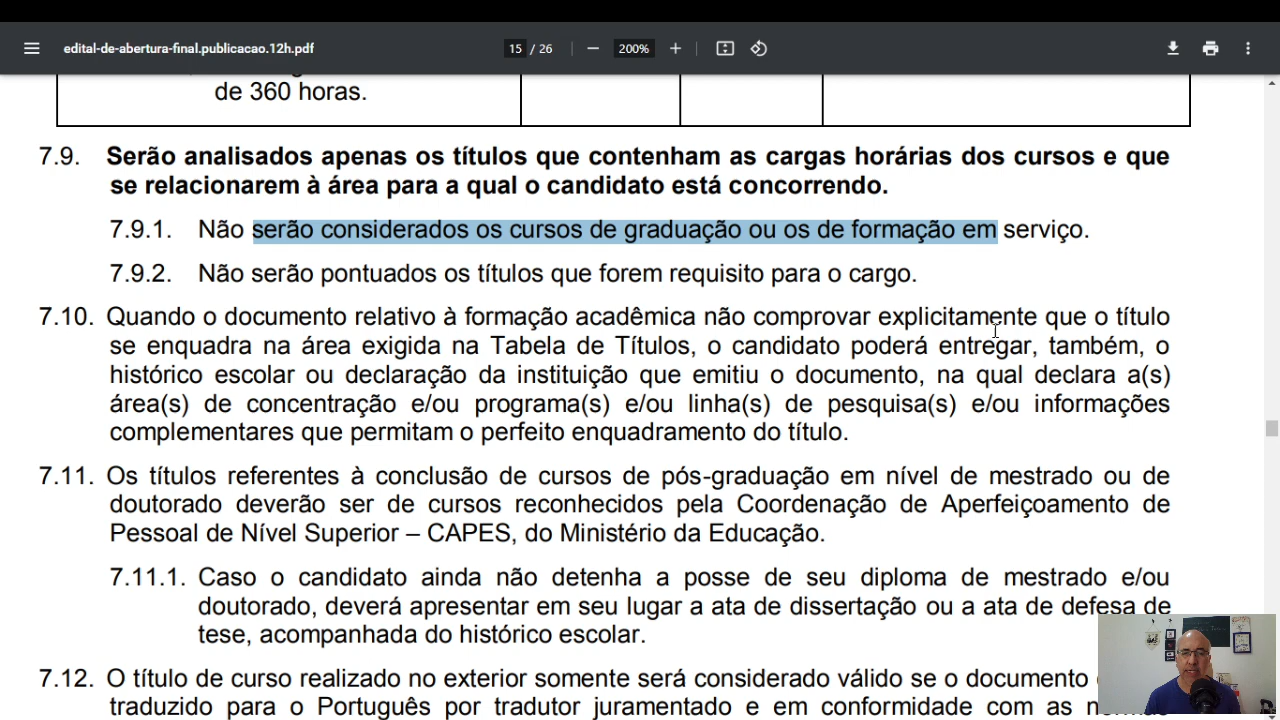 edital-de-abertura-final.publicacao.12h.pdf
15 / 26
200%
de 360 horas.
7.9. Serão analisados apenas os títulos que contenham as cargas horárias dos cursos e que
se relacionarem à área para a qual o candidato está concorrendo.
7.9.1. Não serão considerados os cursos de graduação ou os de formação em serviço.
7.9.2. Não serão pontuados os títulos que forem requisito para o cargo.
7.10. Quando o documento relativo à formação acadêmica não comprovar explicitamente que o título
se enquadra na área exigida na Tabela de Títulos, o candidato poderá entregar, também, o
histórico escolar ou declaração da instituição que emitiu o documento, na qual declara a(s)
área(s) de concentração e/ou programa(s) e/ou linha(s) de pesquisa(s) e/ou informações
complementares que permitam o perfeito enquadramento do título.
7.11. Os títulos referentes à conclusão de cursos de pós-graduação em nível de mestrado ou de
doutorado deverão ser de cursos reconhecidos pela Coordenação de Aperfeiçoamento de
Pessoal de Nível Superior – CAPES, do Ministério da Educação.
7.11.1. Caso o candidato ainda não detenha a posse de seu diploma de mestrado e/ou
doutorado, deverá apresentar em seu lugar a ata de dissertação ou a ata de defesa de
tese, acompanhada do histórico escolar.
7.12. O título de curso realizado no exterior somente será considerado válido se o documento
traduzido para o Português por tradutor juramentado e em conformidade com as